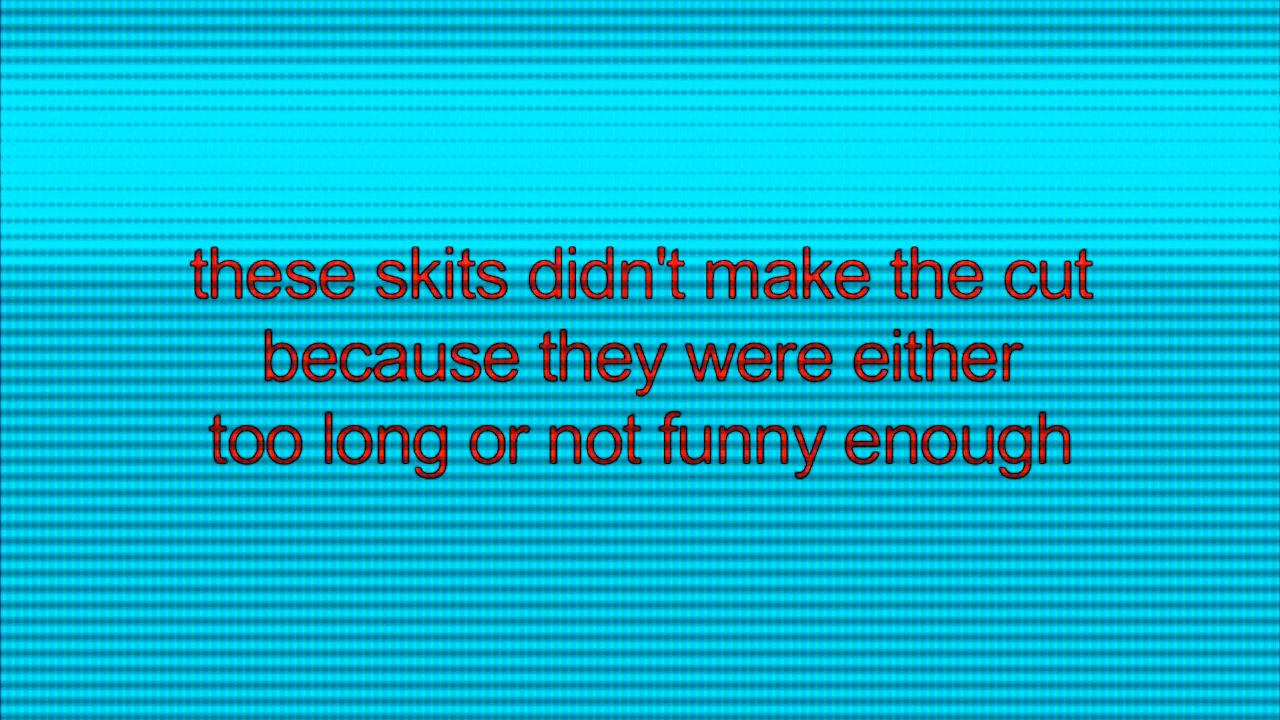 these skits didn't make the cut
because they were either
too long or not funny enough